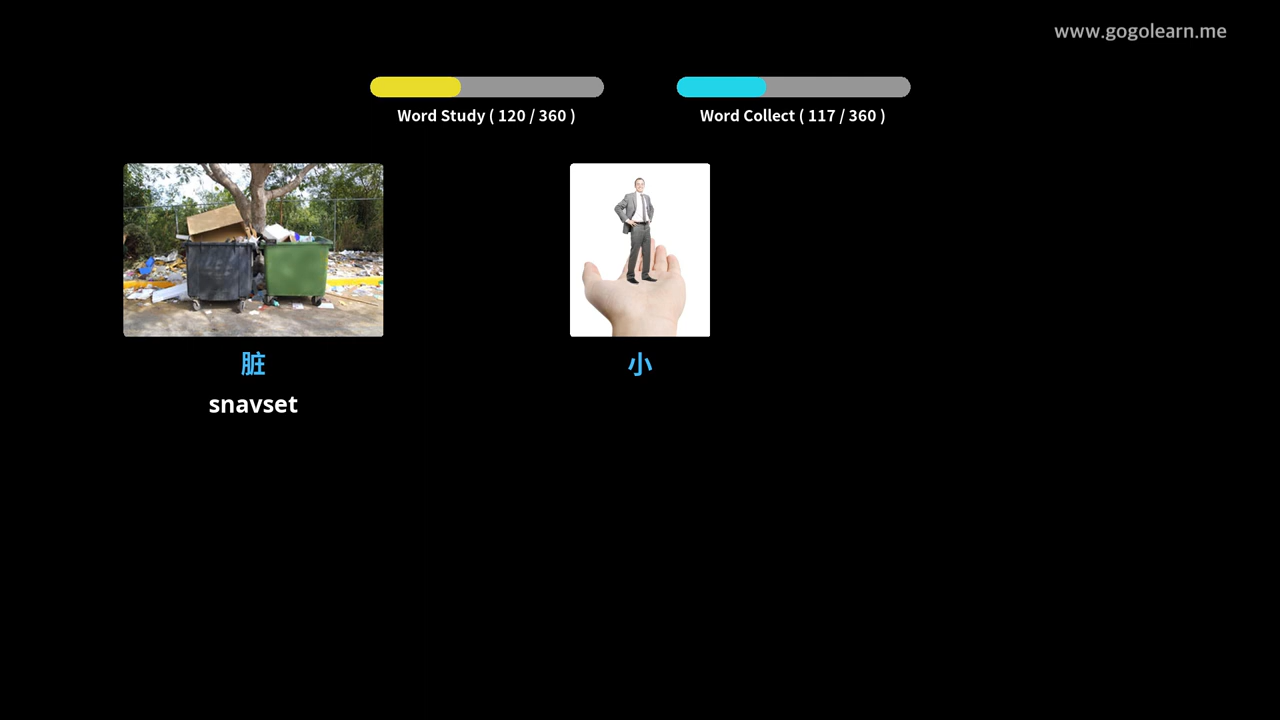 www.gogolearn.me
Word Study ( 120 / 360 )
Word Collect ( 117 / 360 )
脏
小
snavset